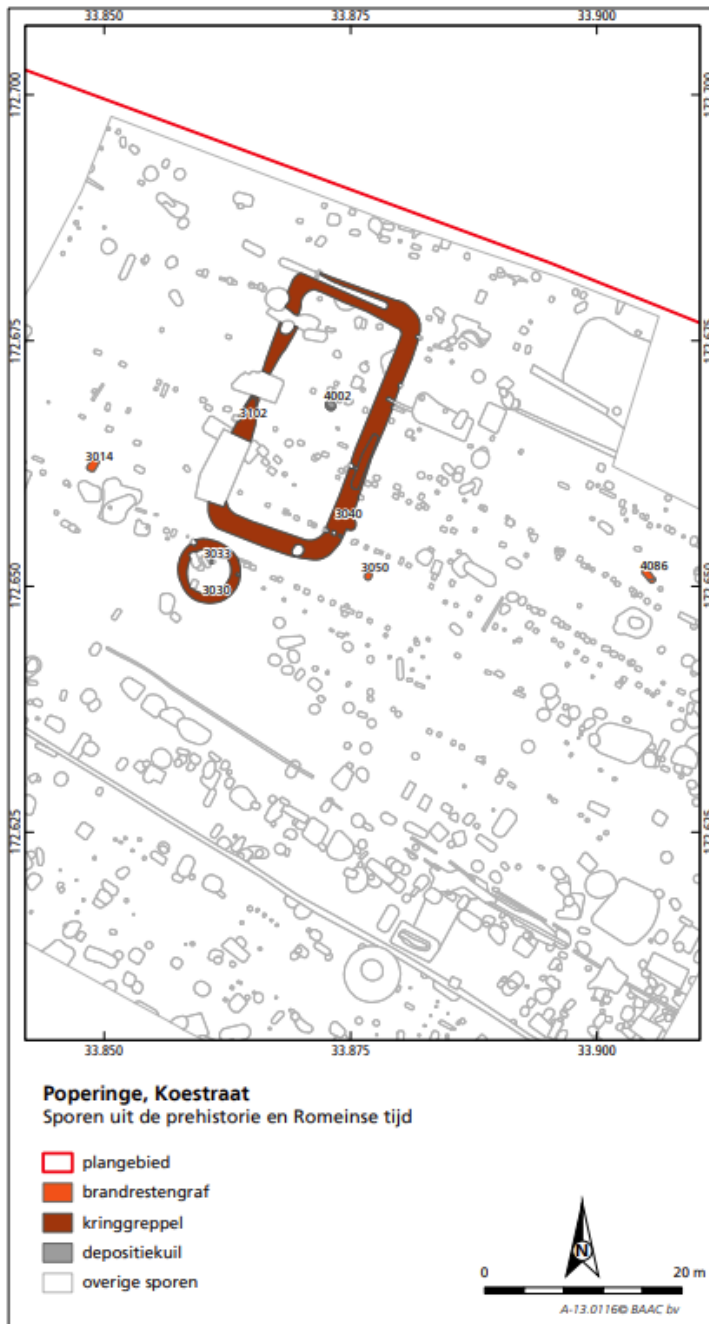 33.850 33.875 33.900
172.700 172.700
172.675 172.675
4002
3102
3014
3040
3033
3050
4086
3030
172.650 172.650
172.625 172.625
33.850 33.875 33.900
Poperinge, Koestraat
Sporen uit de prehistorie en Romeinse tijd
plangebied
brandrestengraf
kringgreppel
depositiekuil
overige sporen
N
0 20 m
A-13.0116© BAAC bv